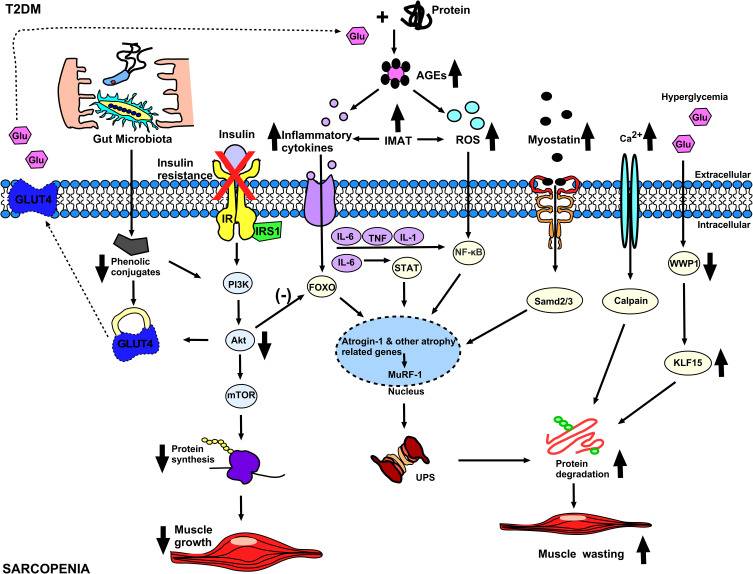 T2DM
Glu
+
Protein
AGEs
Glu
Glu
Gut Microbiota
Insulin
Insulin
resistance
Inflammatory
cytokines
IMAT
ROS
Myostatin
Ca2+
Hyperglycemia
Glu
Glu
Extracellular
Intracellular
GLUT4
IR
IRS1
IL-6
TNF
IL-1
NF-κB
IL-6
STAT
FOXO
(-)
Phenolic
conjugates
PI3K
GLUT4
Akt
mTOR
WWP1
Samd2/3
Calpain
KLF15
Atrogin-1 & other atrophy
related genes
MuRF-1
Nucleus
UPS
Protein
synthesis
Protein
degradation
Muscle
growth
Muscle wasting
SARCOPENIA